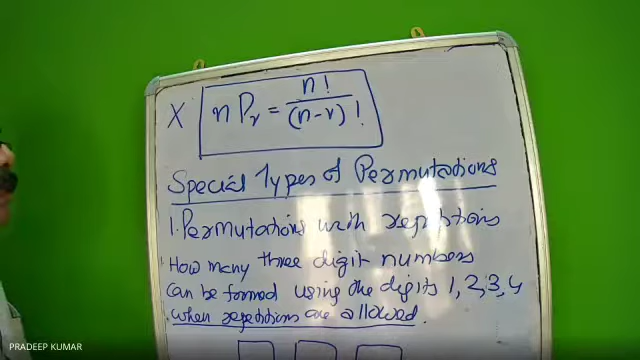 X nPr = n! / (n-r)!
Special Types of Permutations
1. Permutations with repetitions
How many three digit numbers
can be formed using the digits 1, 2, 3, 4
when repetitions are allowed.
PRADEEP KUMAR